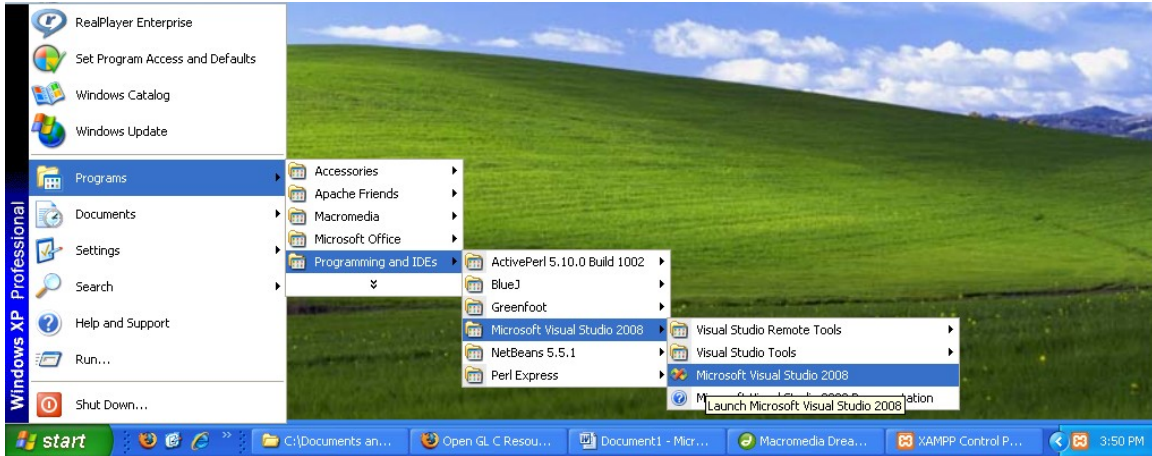 RealPlayer Enterprise
Set Program Access and Defaults
Windows Catalog
Windows Update
Programs
Documents
Settings
Search
Help and Support
Run...
Shut Down...
Windows XP Professional
Accessories
Apache Friends
Macromedia
Microsoft Office
Programming and IDEs
ActivePerl 5.10.0 Build 1002
BlueJ
Greenfoot
Microsoft Visual Studio 2008
NetBeans 5.5.1
Perl Express
Visual Studio Remote Tools
Visual Studio Tools
Microsoft Visual Studio 2008
Launch Microsoft Visual Studio 2008
start
C:\Documents an...
Open GL C Resou...
Document1 - Micr...
Macromedia Drea...
XAMPP Control P...
3:50 PM